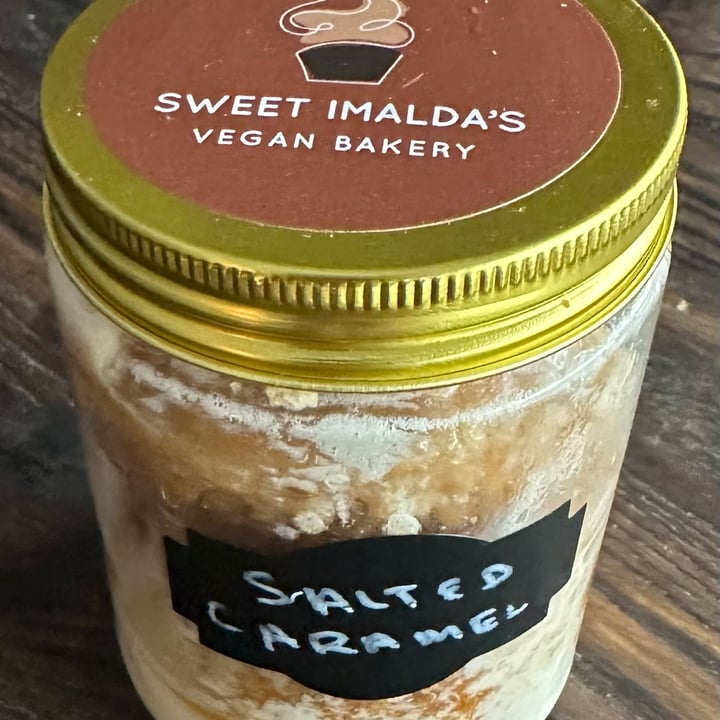 SWEET IMALDA'S
VEGAN BAKERY
SALTED
CARAMEL